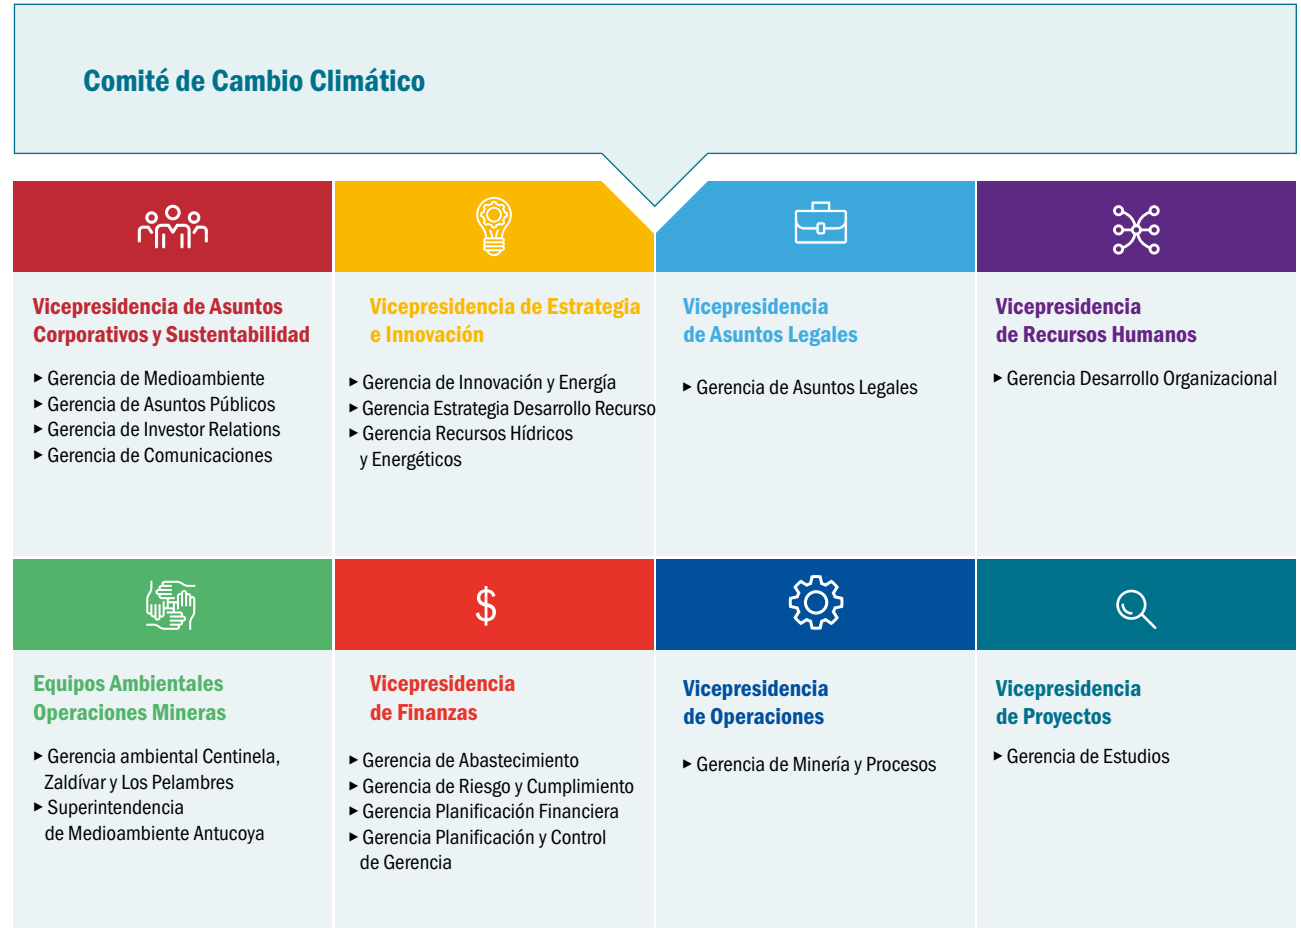 Comité de Cambio Climático
Vicepresidencia de Asuntos
Corporativos y Sustentabilidad
▸ Gerencia de Medioambiente
▸ Gerencia de Asuntos Públicos
▸ Gerencia de Investor Relations
▸ Gerencia de Comunicaciones
Vicepresidencia de Estrategia
e Innovación
▸ Gerencia de Innovación y Energía
▸ Gerencia Estrategia Desarrollo Recurso
▸ Gerencia Recursos Hídricos
y Energéticos
Vicepresidencia
de Asuntos Legales
▸ Gerencia de Asuntos Legales
Vicepresidencia
de Recursos Humanos
▸ Gerencia Desarrollo Organizacional
Equipos Ambientales
Operaciones Mineras
▸ Gerencia ambiental Centinela,
Zaldívar y Los Pelambres
▸ Superintendencia
de Medioambiente Antucoya
$
Vicepresidencia
de Finanzas
▸ Gerencia de Abastecimiento
▸ Gerencia de Riesgo y Cumplimiento
▸ Gerencia Planificación Financiera
▸ Gerencia Planificación y Control
de Gerencia
Vicepresidencia
de Operaciones
▸ Gerencia de Minería y Procesos
Vicepresidencia
de Proyectos
▸ Gerencia de Estudios